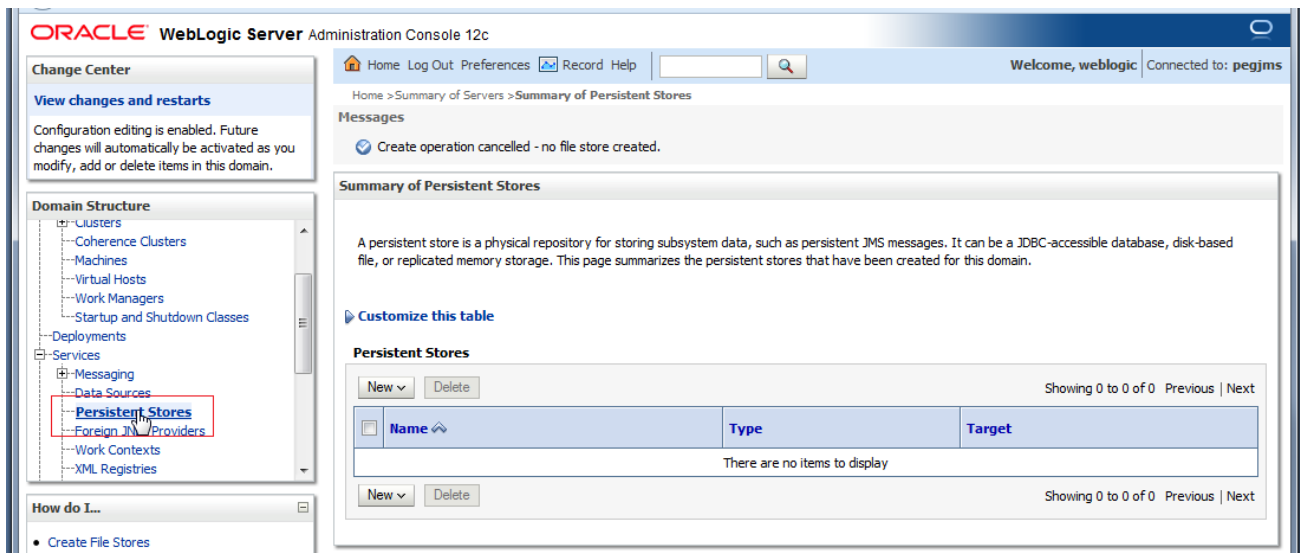 ORACLE WebLogic Server Administration Console 12c
Change Center
View changes and restarts
Configuration editing is enabled. Future
changes will automatically be activated as you
modify, add or delete items in this domain.
Domain Structure
Clusters
Coherence Clusters
Machines
Virtual Hosts
Work Managers
Startup and Shutdown Classes
Deployments
Services
Messaging
Data Sources
Persistent Stores
Foreign JNDI Providers
Work Contexts
XML Registries
How do I...
Create File Stores
Home Log Out Preferences Record Help
Welcome, weblogic Connected to: pegjms
Home >Summary of Servers >Summary of Persistent Stores
Messages
Create operation cancelled - no file store created.
Summary of Persistent Stores
A persistent store is a physical repository for storing subsystem data, such as persistent JMS messages. It can be a JDBC-accessible database, disk-based
file, or replicated memory storage. This page summarizes the persistent stores that have been created for this domain.
Customize this table
Persistent Stores
New Delete Showing 0 to 0 of 0 Previous | Next
Name Type Target
There are no items to display
New Delete Showing 0 to 0 of 0 Previous | Next